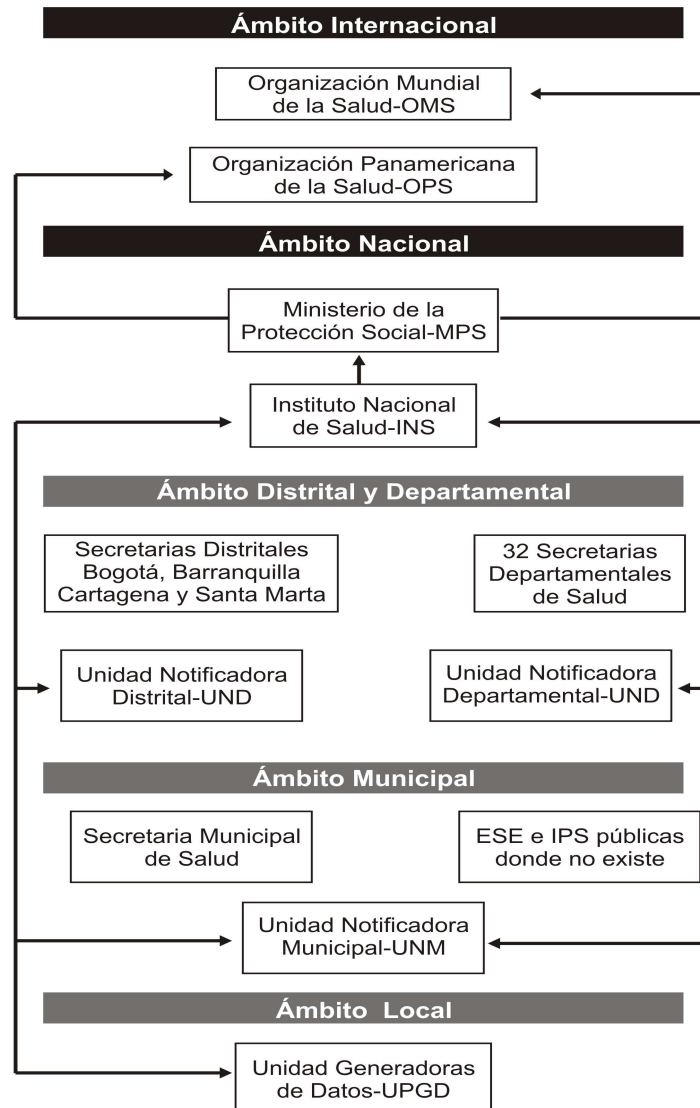 Ámbito Internacional
Organización Mundial
de la Salud-OMS
Organización Panamericana
de la Salud-OPS
Ámbito Nacional
Ministerio de la
Protección Social-MPS
Instituto Nacional
de Salud-INS
Ámbito Distrital y Departamental
Secretarias Distritales
Bogotá, Barranquilla
Cartagena y Santa Marta
32 Secretarias
Departamentales
de Salud
Unidad Notificadora
Distrital-UND
Unidad Notificadora
Departamental-UND
Ámbito Municipal
Secretaria Municipal
de Salud
ESE e IPS públicas
donde no existe
Unidad Notificadora
Municipal-UNM
Ámbito Local
Unidad Generadoras
de Datos-UPGD